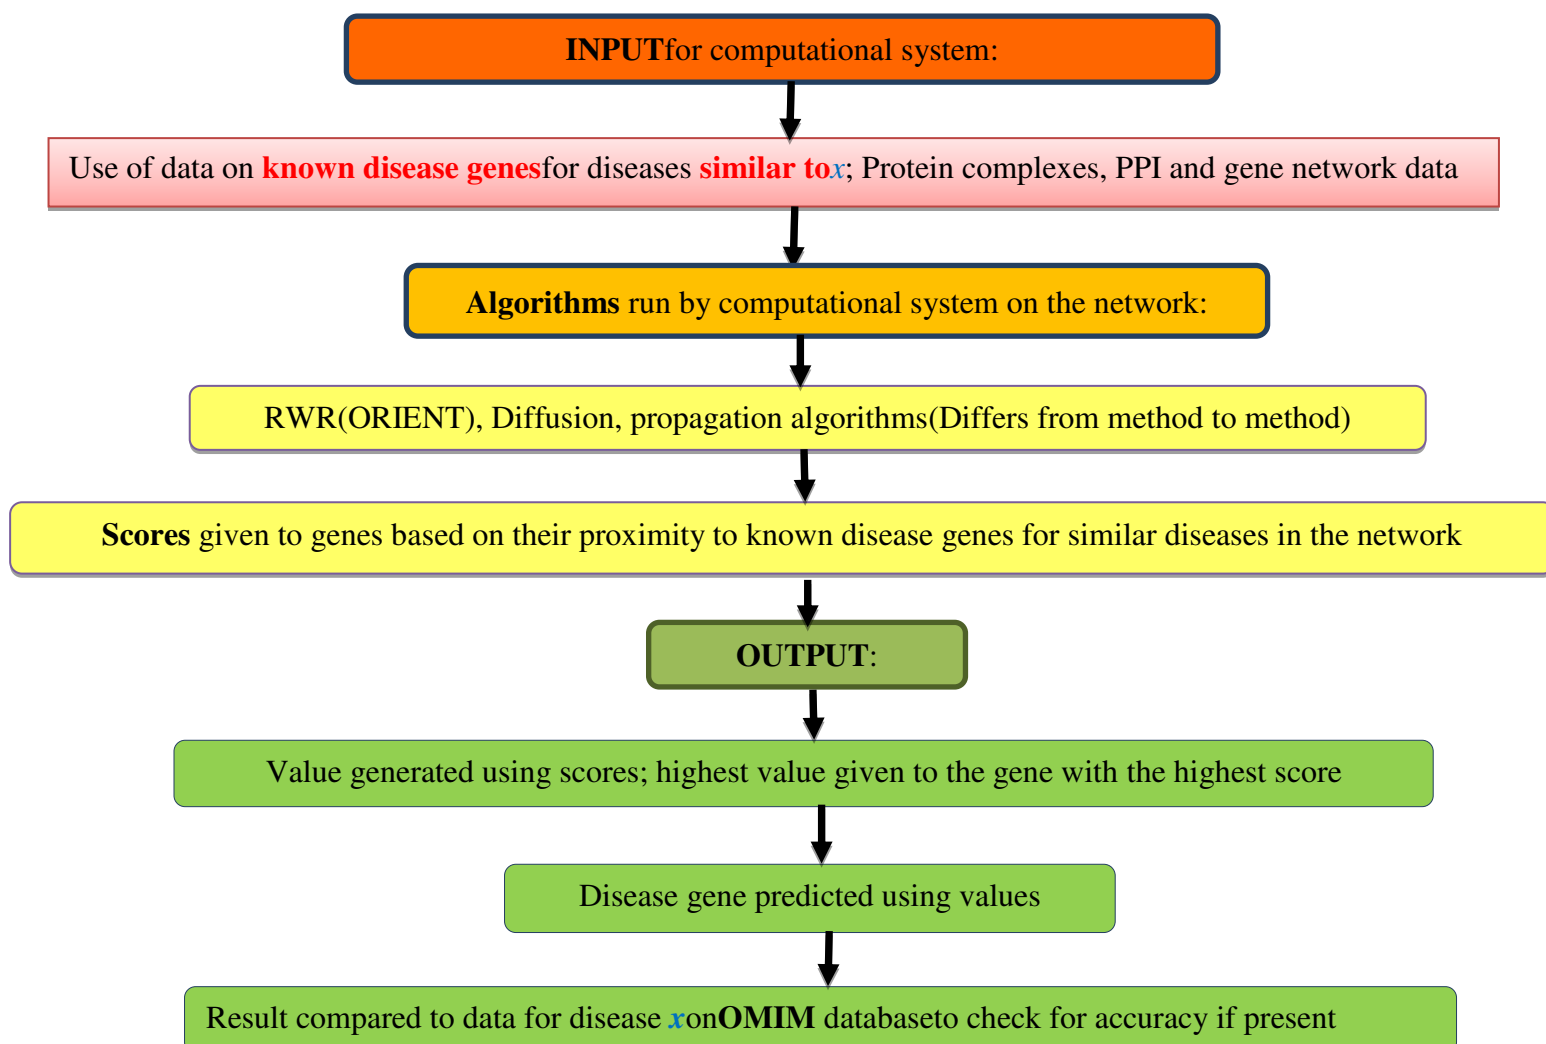 INPUTfor computational system:
Use of data on known disease genesfor diseases similar tox; Protein complexes, PPI and gene network data
Algorithms run by computational system on the network:
RWR(ORIENT), Diffusion, propagation algorithms(Differs from method to method)
Scores given to genes based on their proximity to known disease genes for similar diseases in the network
OUTPUT:
Value generated using scores; highest value given to the gene with the highest score
Disease gene predicted using values
Result compared to data for disease xonOMIM databaseto check for accuracy if present